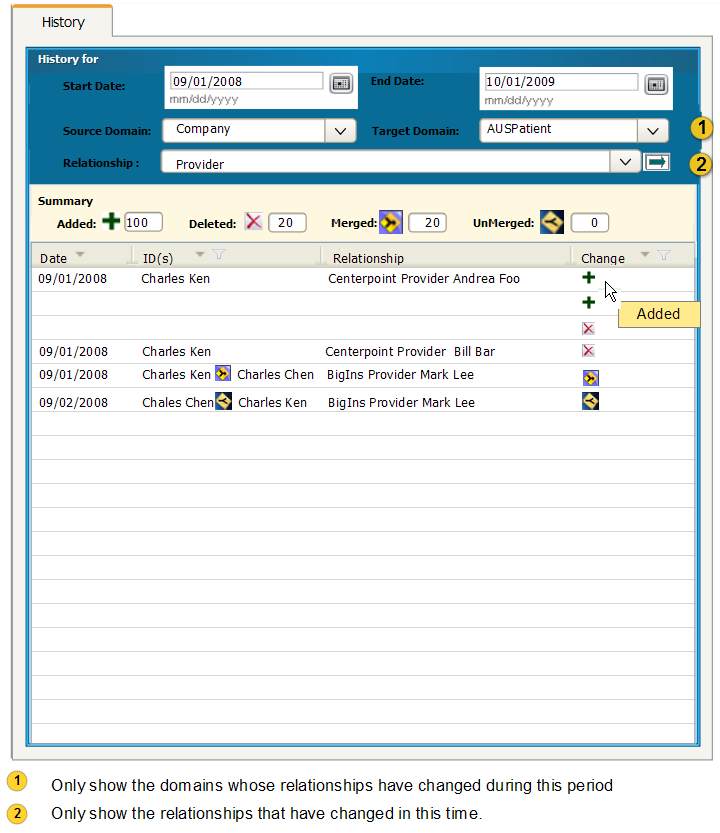 History
History for
Start Date: 09/01/2008 End Date: 10/01/2009
mm/dd/yyyy mm/dd/yyyy
Source Domain: Company Target Domain: AUSPatient 1
Relationship : Provider 2
Summary
Added: 100 Deleted: 20 Merged: 20 UnMerged: 0
Date ID(s) Relationship Change
09/01/2008 Charles Ken Centerpoint Provider Andrea Foo
Added
09/01/2008 Charles Ken Centerpoint Provider Bill Bar
09/01/2008 Charles Ken Charles Chen BigIns Provider Mark Lee
09/02/2008 Chales Chen Charles Ken BigIns Provider Mark Lee
1 Only show the domains whose relationships have changed during this period
2 Only show the relationships that have changed in this time.